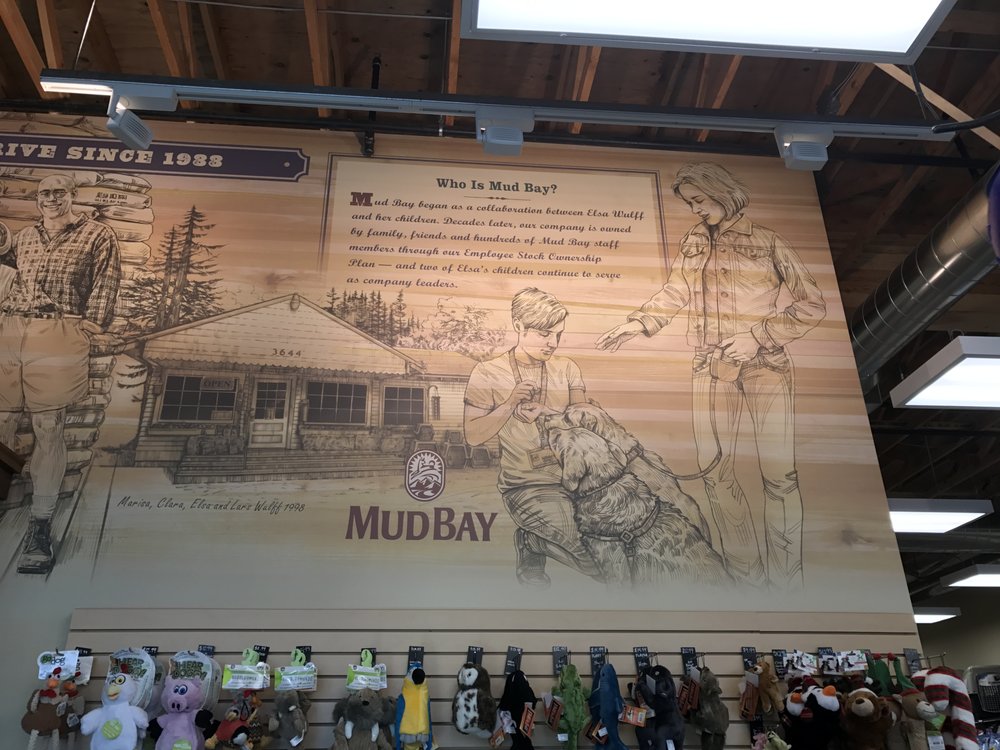 RIVE SINCE 1988
Who Is Mud Bay?
Mud Bay began as a collaboration between Elsa Wulff
and her children. Decades later, our company is owned
by family, friends and hundreds of Mud Bay staff
members through our Employee Stock Ownership
Plan — and two of Elsa's children continue to serve
as company leaders.
3644
OPEN
Marisa, Clara, Elsa and Lars Wulff 1998
MUD BAY